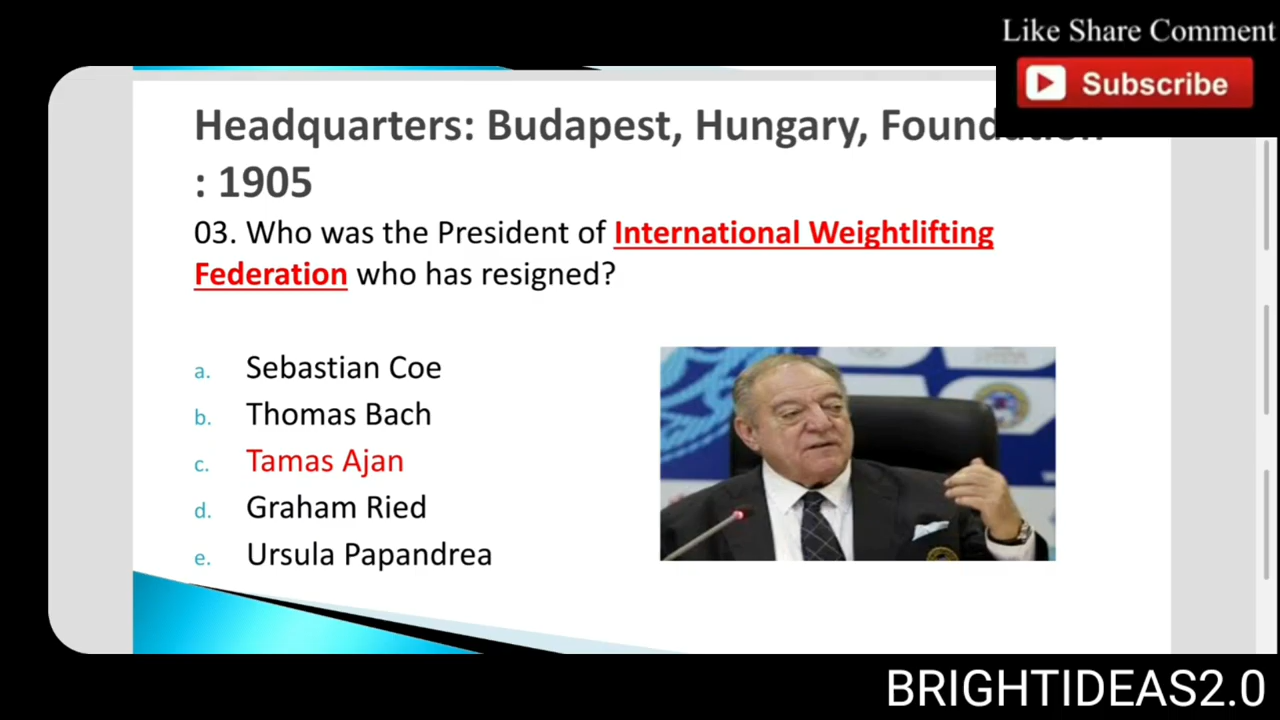 Like Share Comment
Subscribe
Headquarters: Budapest, Hungary, Foundation
: 1905
03. Who was the President of International Weightlifting
Federation who has resigned?
a. Sebastian Coe
b. Thomas Bach
c. Tamas Ajan
d. Graham Ried
e. Ursula Papandrea
BRIGHTIDEAS2.0